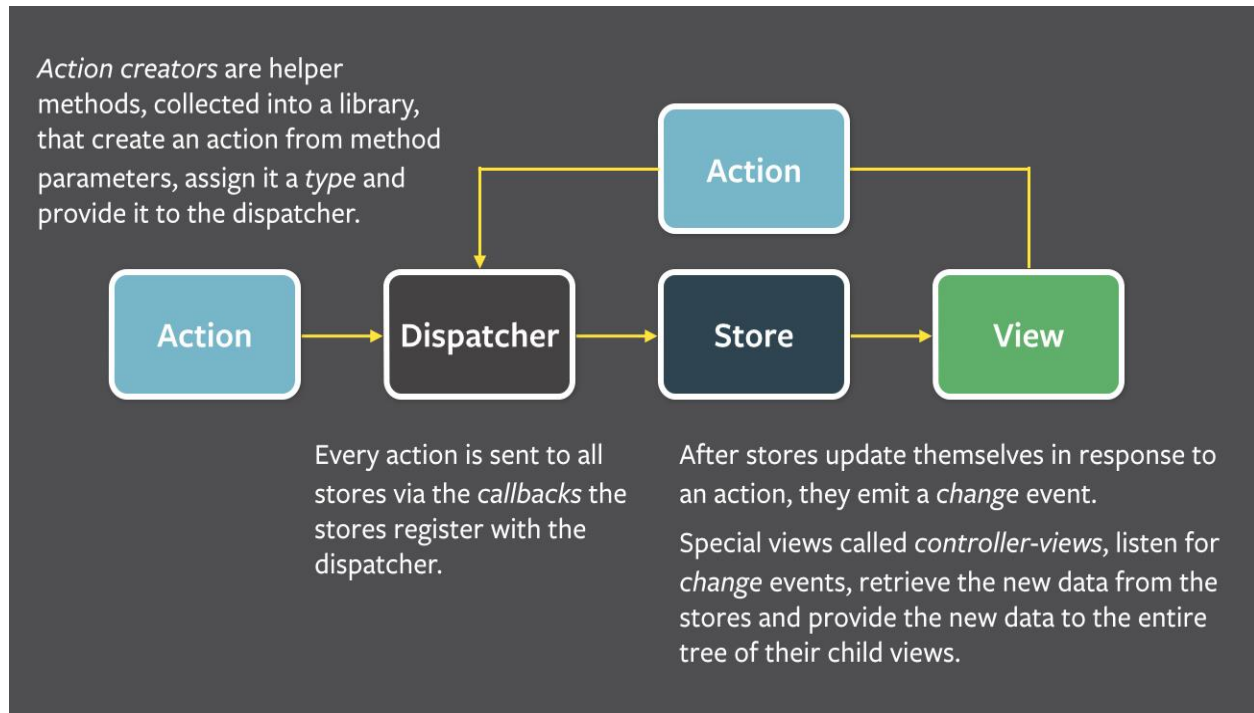 Action creators are helper
methods, collected into a library,
that create an action from method
parameters, assign it a type and
provide it to the dispatcher.
Action
Action
Dispatcher
Store
View
Every action is sent to all
stores via the callbacks the
stores register with the
dispatcher.
After stores update themselves in response to
an action, they emit a change event.
Special views called controller-views, listen for
change events, retrieve the new data from the
stores and provide the new data to the entire
tree of their child views.